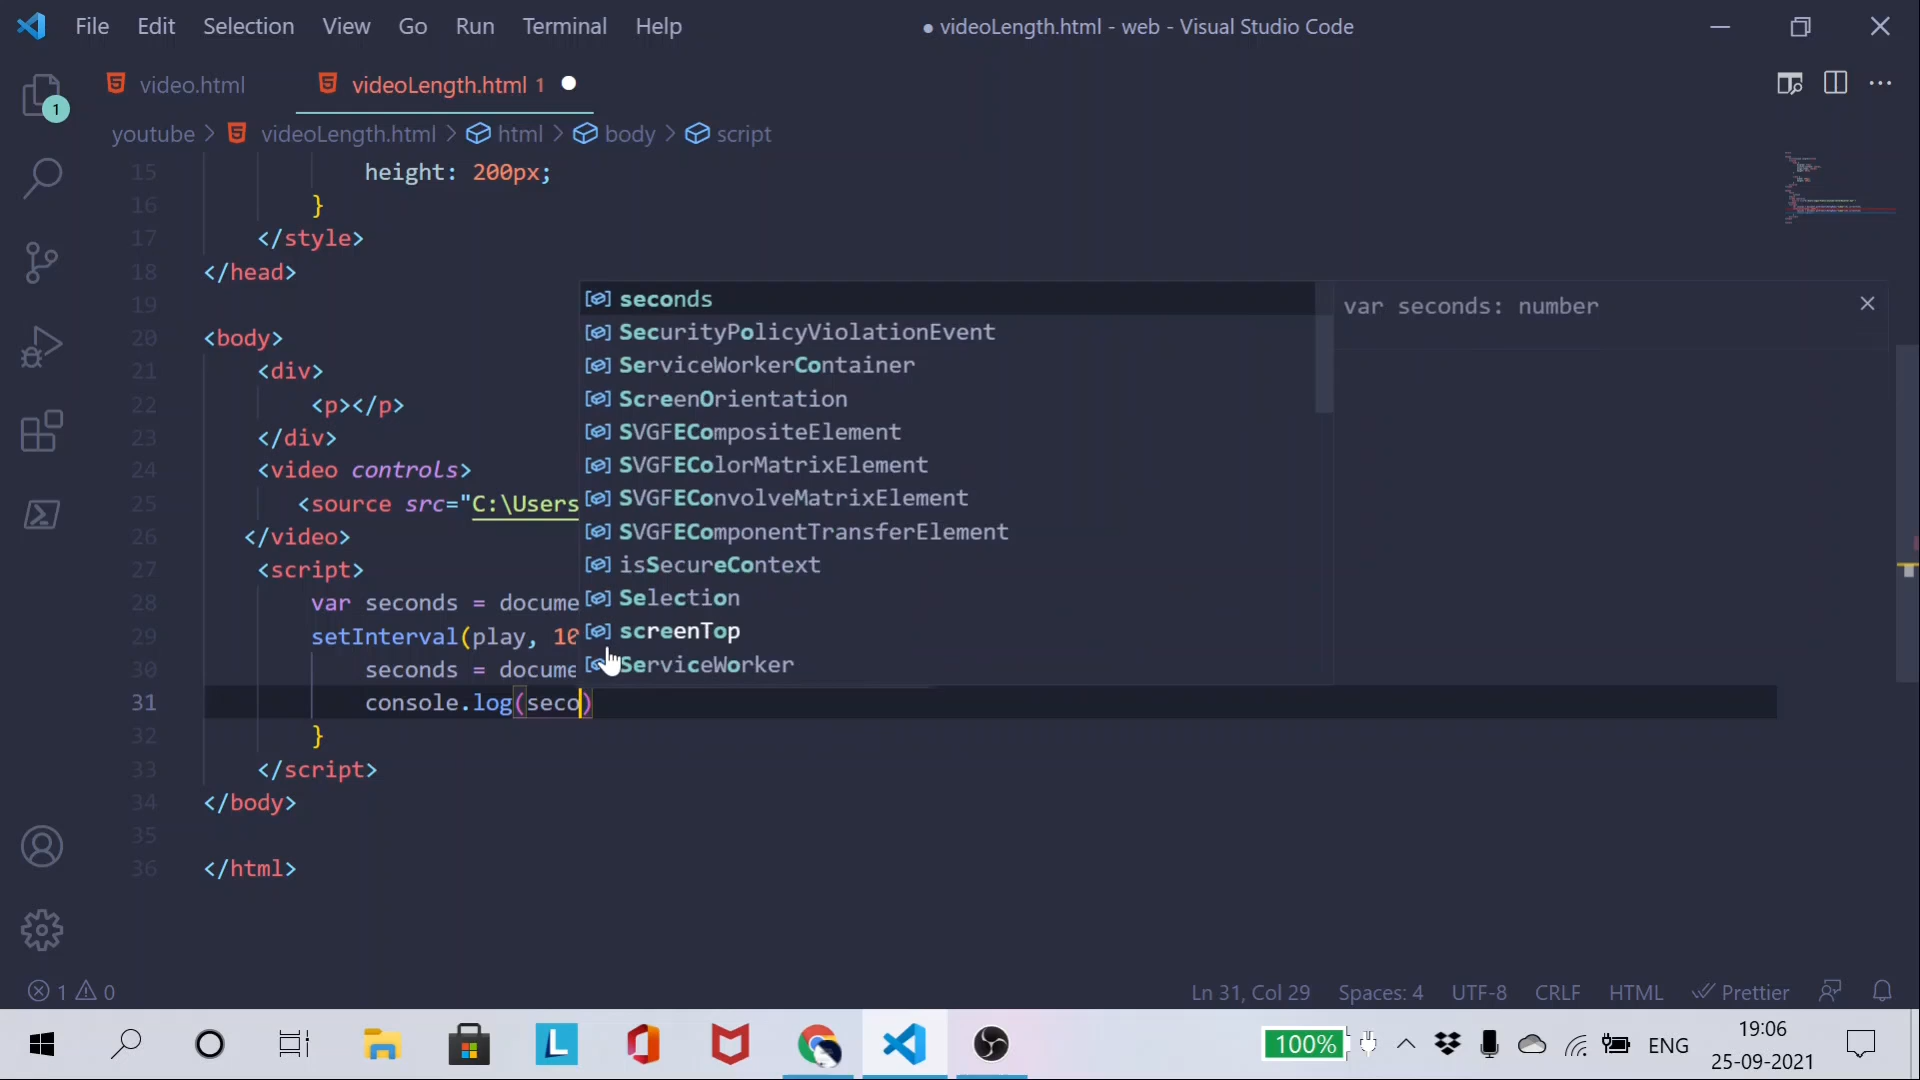 File Edit Selection View Go Run Terminal Help
● videoLength.html - web - Visual Studio Code
video.html
videoLength.html 1
youtube > videoLength.html > html > body > script
15 height: 200px;
16 }
17 </style>
18 </head>
19
20 <body>
21 <div>
22 <p></p>
23 </div>
24 <video controls>
25 <source src="C:\Users
26 </video>
27 <script>
28 var seconds = docume
29 setInterval(play, 10
30 seconds = docume
31 console.log(seco)
32 }
33 </script>
34 </body>
35
36 </html>
seconds
SecurityPolicyViolationEvent
ServiceWorkerContainer
ScreenOrientation
SVGFECompositeElement
SVGFEColorMatrixElement
SVGFEConvolveMatrixElement
SVGFEComponentTransferElement
isSecureContext
Selection
screenTop
ServiceWorker
var seconds: number
1
1 0
Ln 31, Col 29 Spaces: 4 UTF-8 CRLF HTML Prettier
L
100%
ENG
19:06
25-09-2021